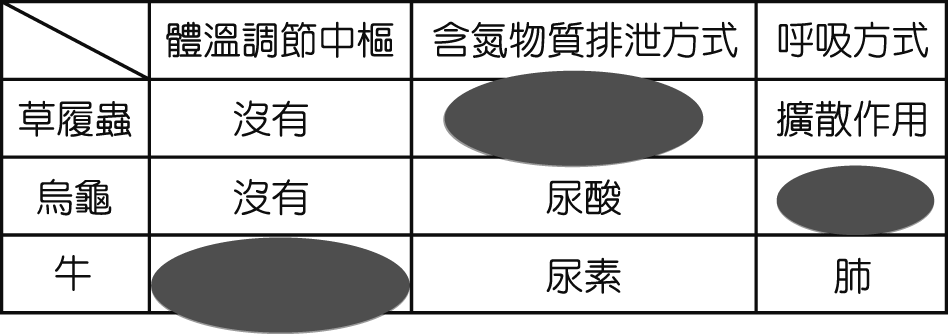 體溫調節中樞 含氮物質排泄方式 呼吸方式
草履蟲 沒有 擴散作用
烏龜 沒有 尿酸
牛 尿素 肺